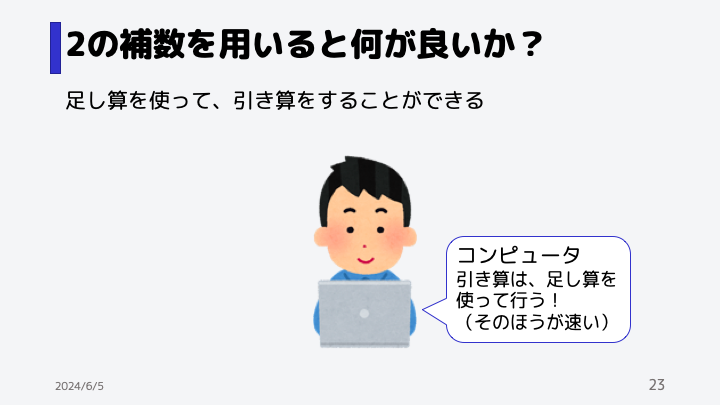 2の補数を用いると何が良いか？
足し算を使って、引き算をすることができる
コンピュータ
引き算は、足し算を
使って行う！
（そのほうが速い）
2024/6/5
23